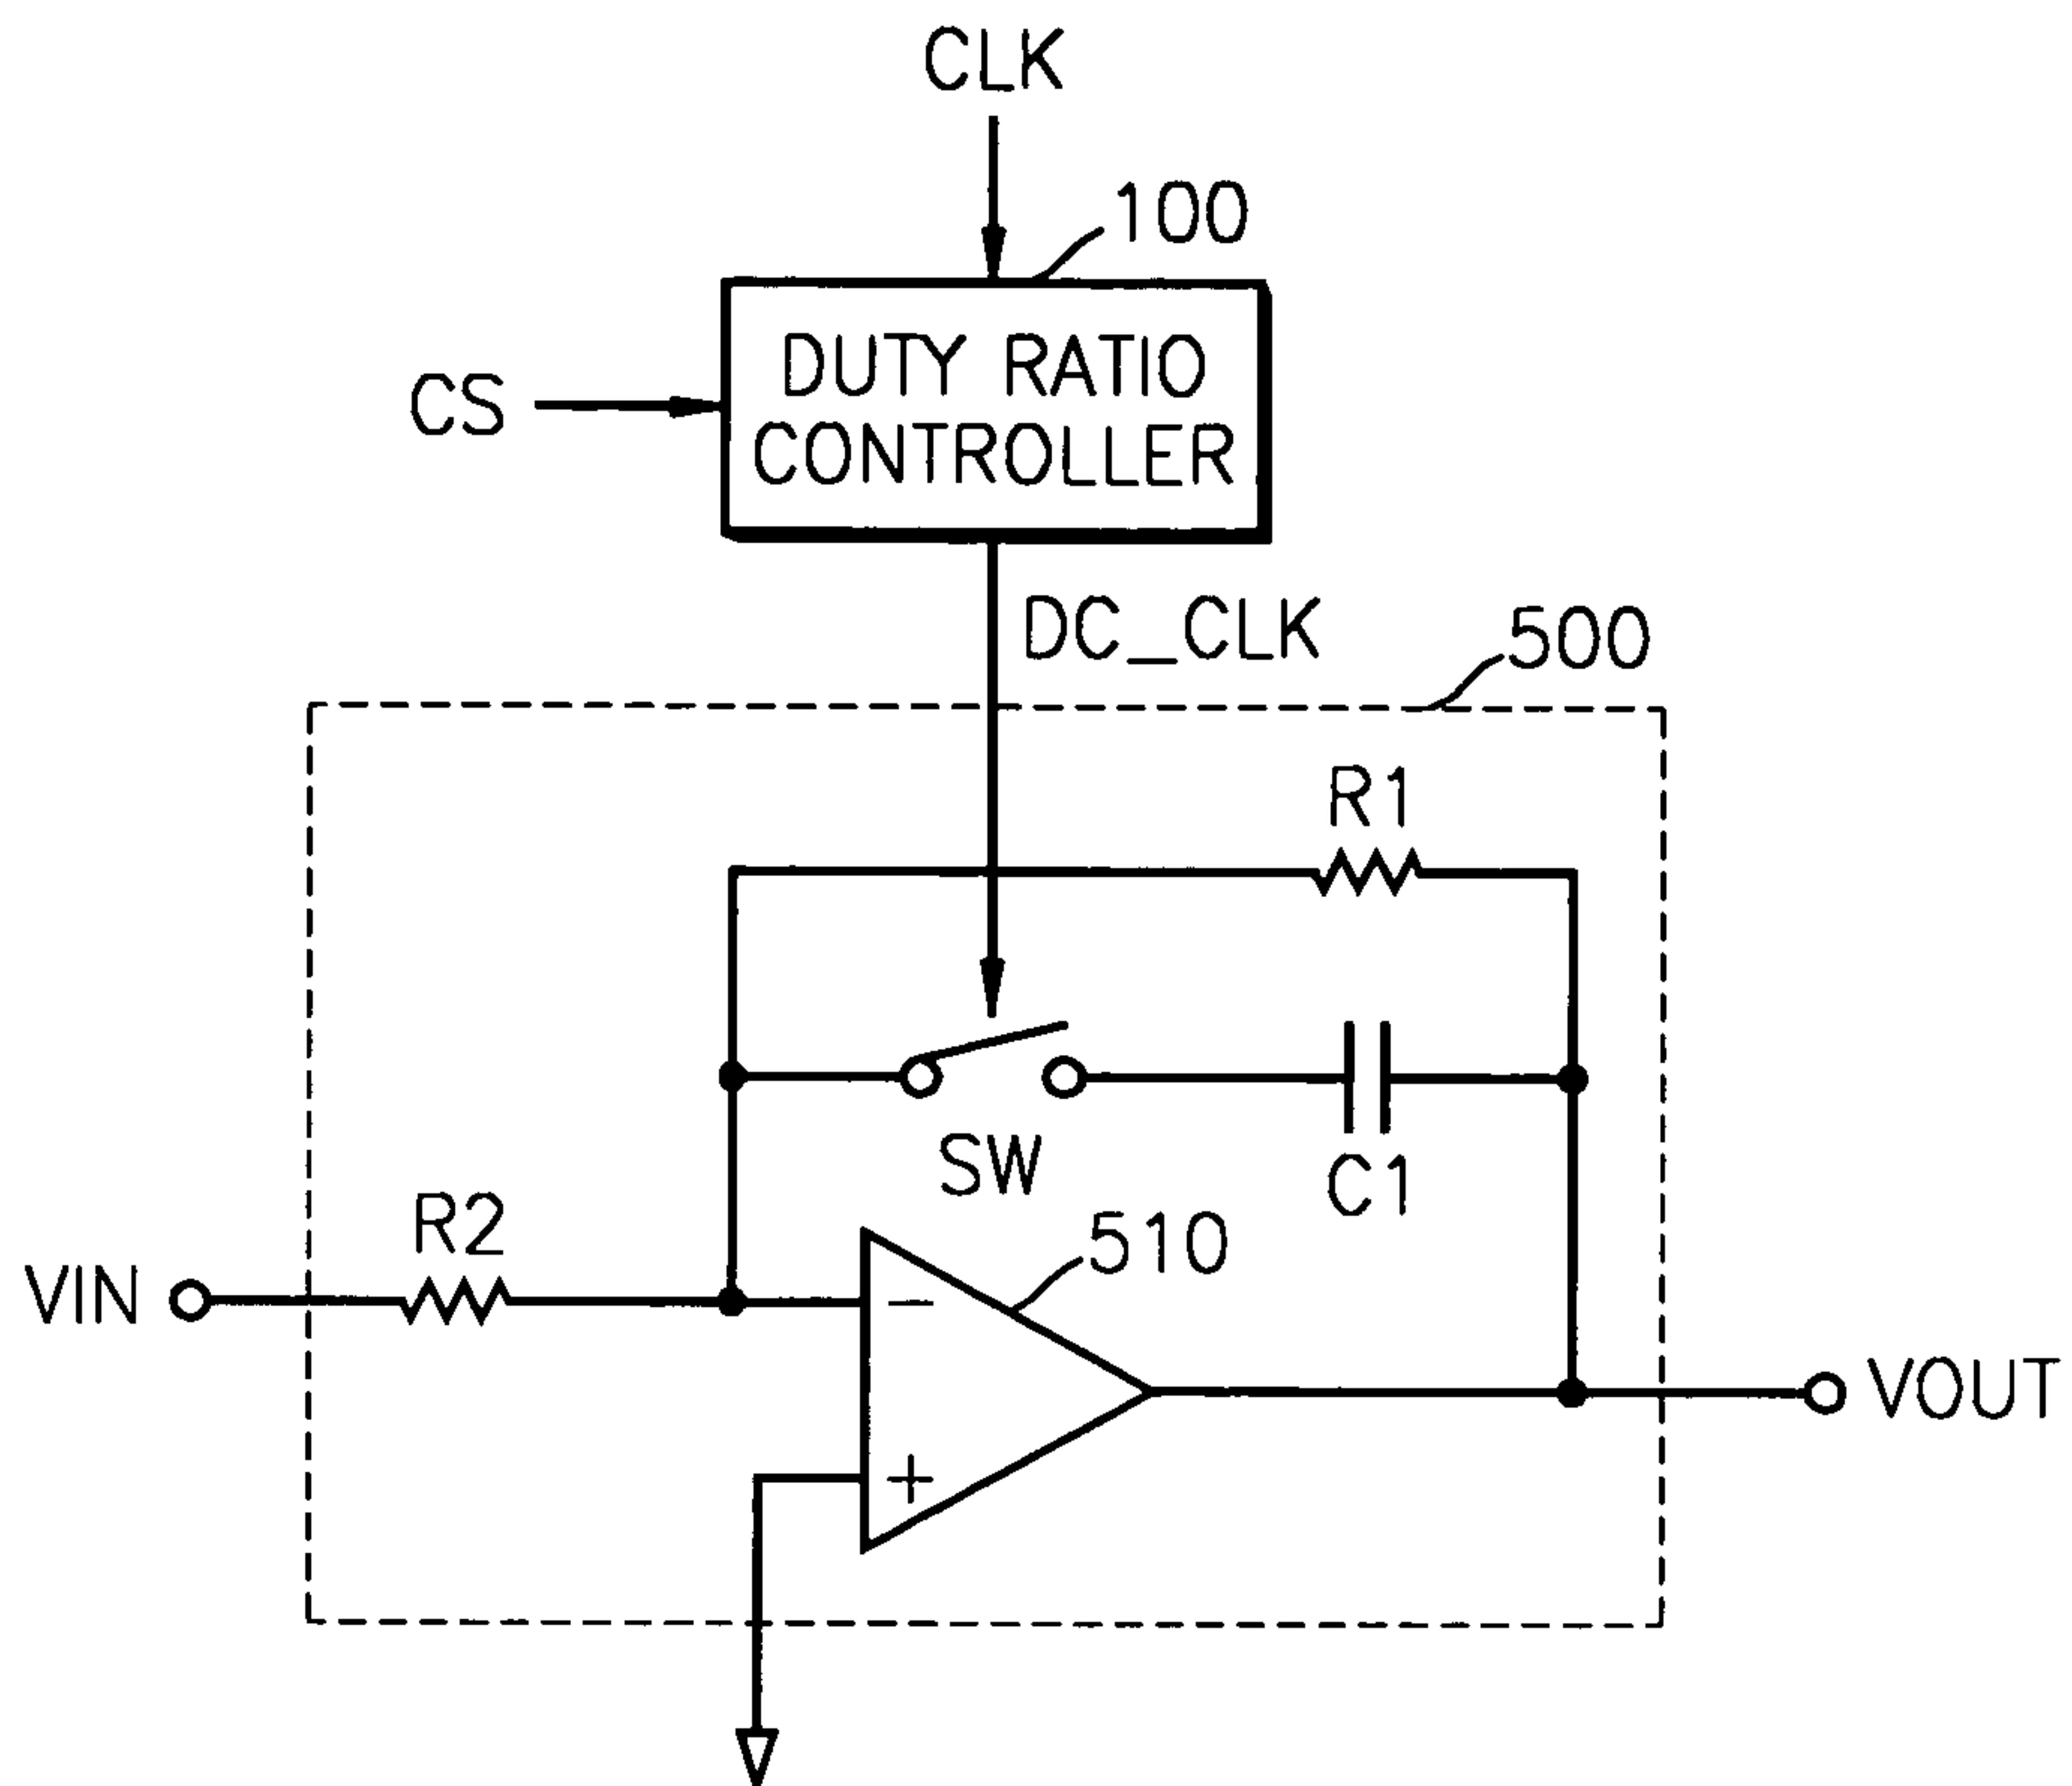 CLK
100
DUTY RATIO
CONTROLLER
CS
DC_CLK
500
R1
SW
C1
R2
510
VIN
−
+
VOUT